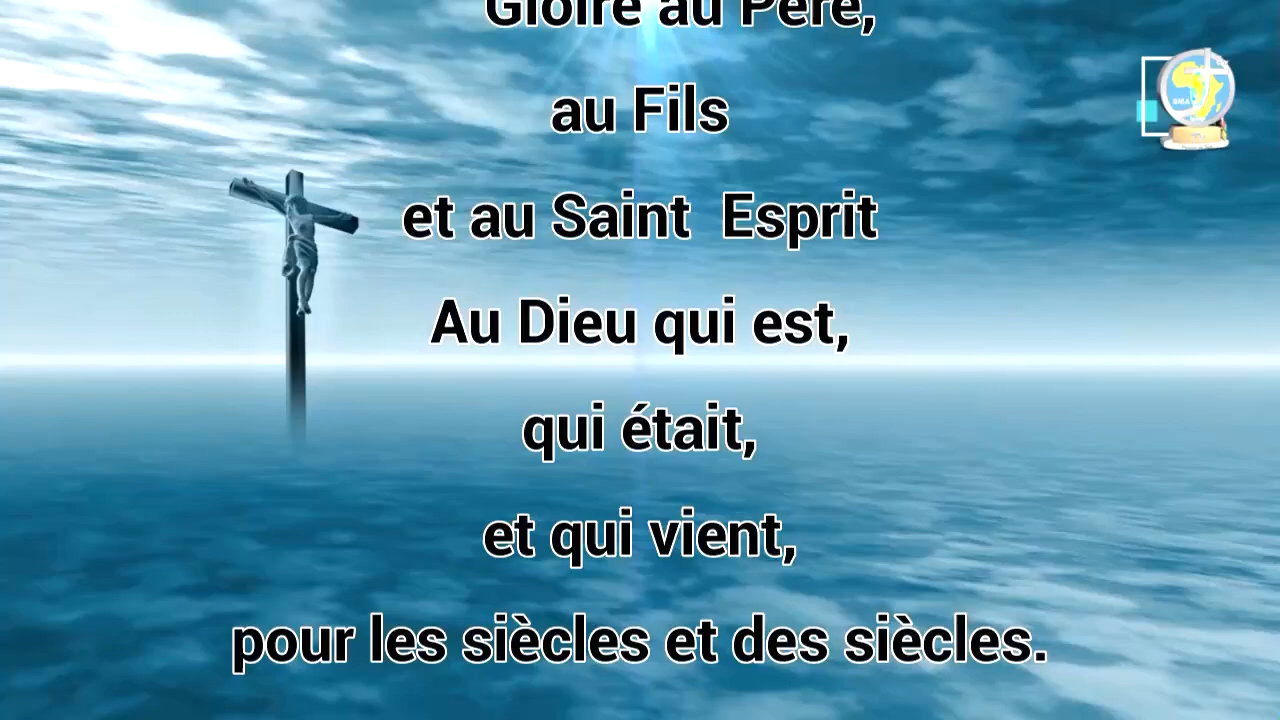 Gloire au Père,
au Fils
et au Saint  Esprit
Au Dieu qui est,
qui était,
et qui vient,
pour les siècles et des siècles.
SMA